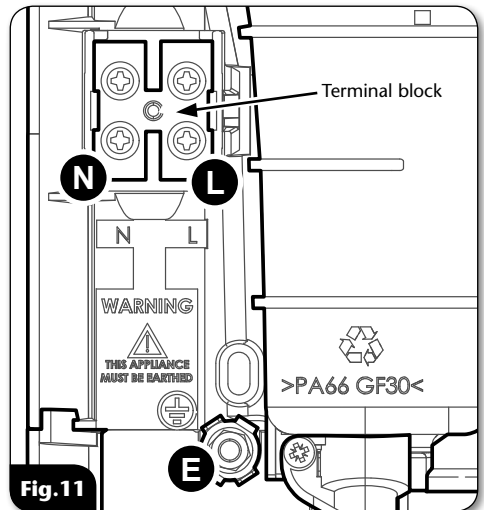 Terminal block
N L
N L
WARNING
THIS APPLIANCE
MUST BE EARTHED
>PA66 GF30<
E
Fig.11